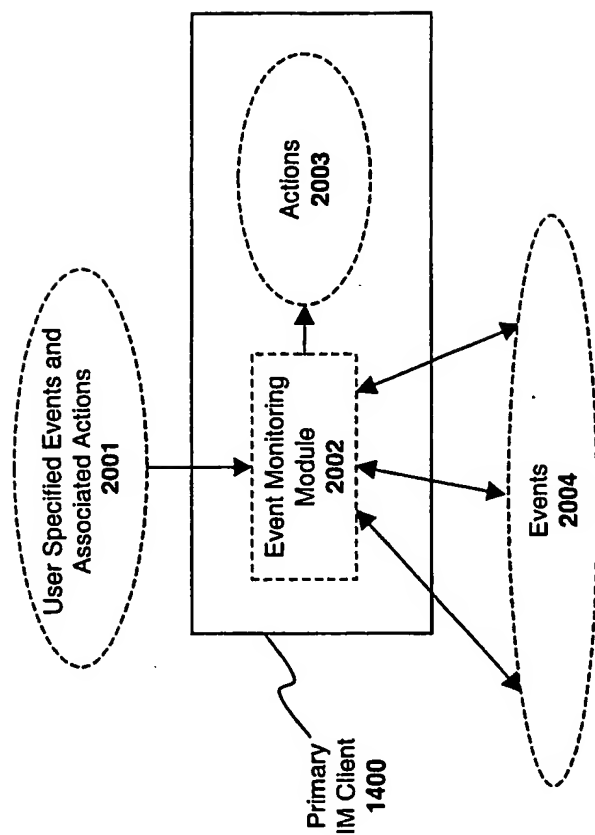 User Specified Events and
Associated Actions
2001
Primary
IM Client
1400
Event Monitoring
Module
2002
Actions
2003
Events
2004